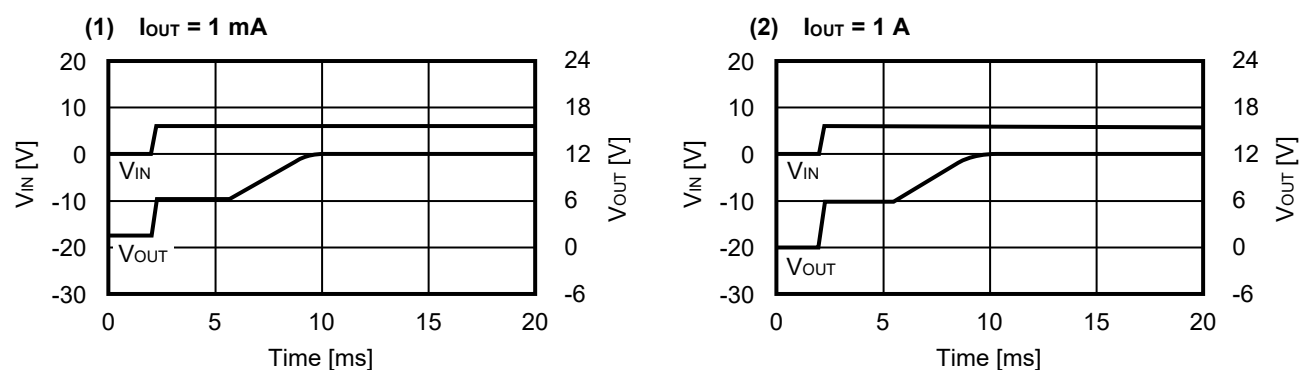 (1) IOUT = 1 mA
20
10
0
-10
-20
-30
VIN [V]
VIN
VOUT
24
18
12
6
0
-6
VOUT [V]
0 5 10 15 20
Time [ms]
(2) IOUT = 1 A
20
10
0
-10
-20
-30
VIN [V]
VIN
VOUT
24
18
12
6
0
-6
VOUT [V]
0 5 10 15 20
Time [ms]